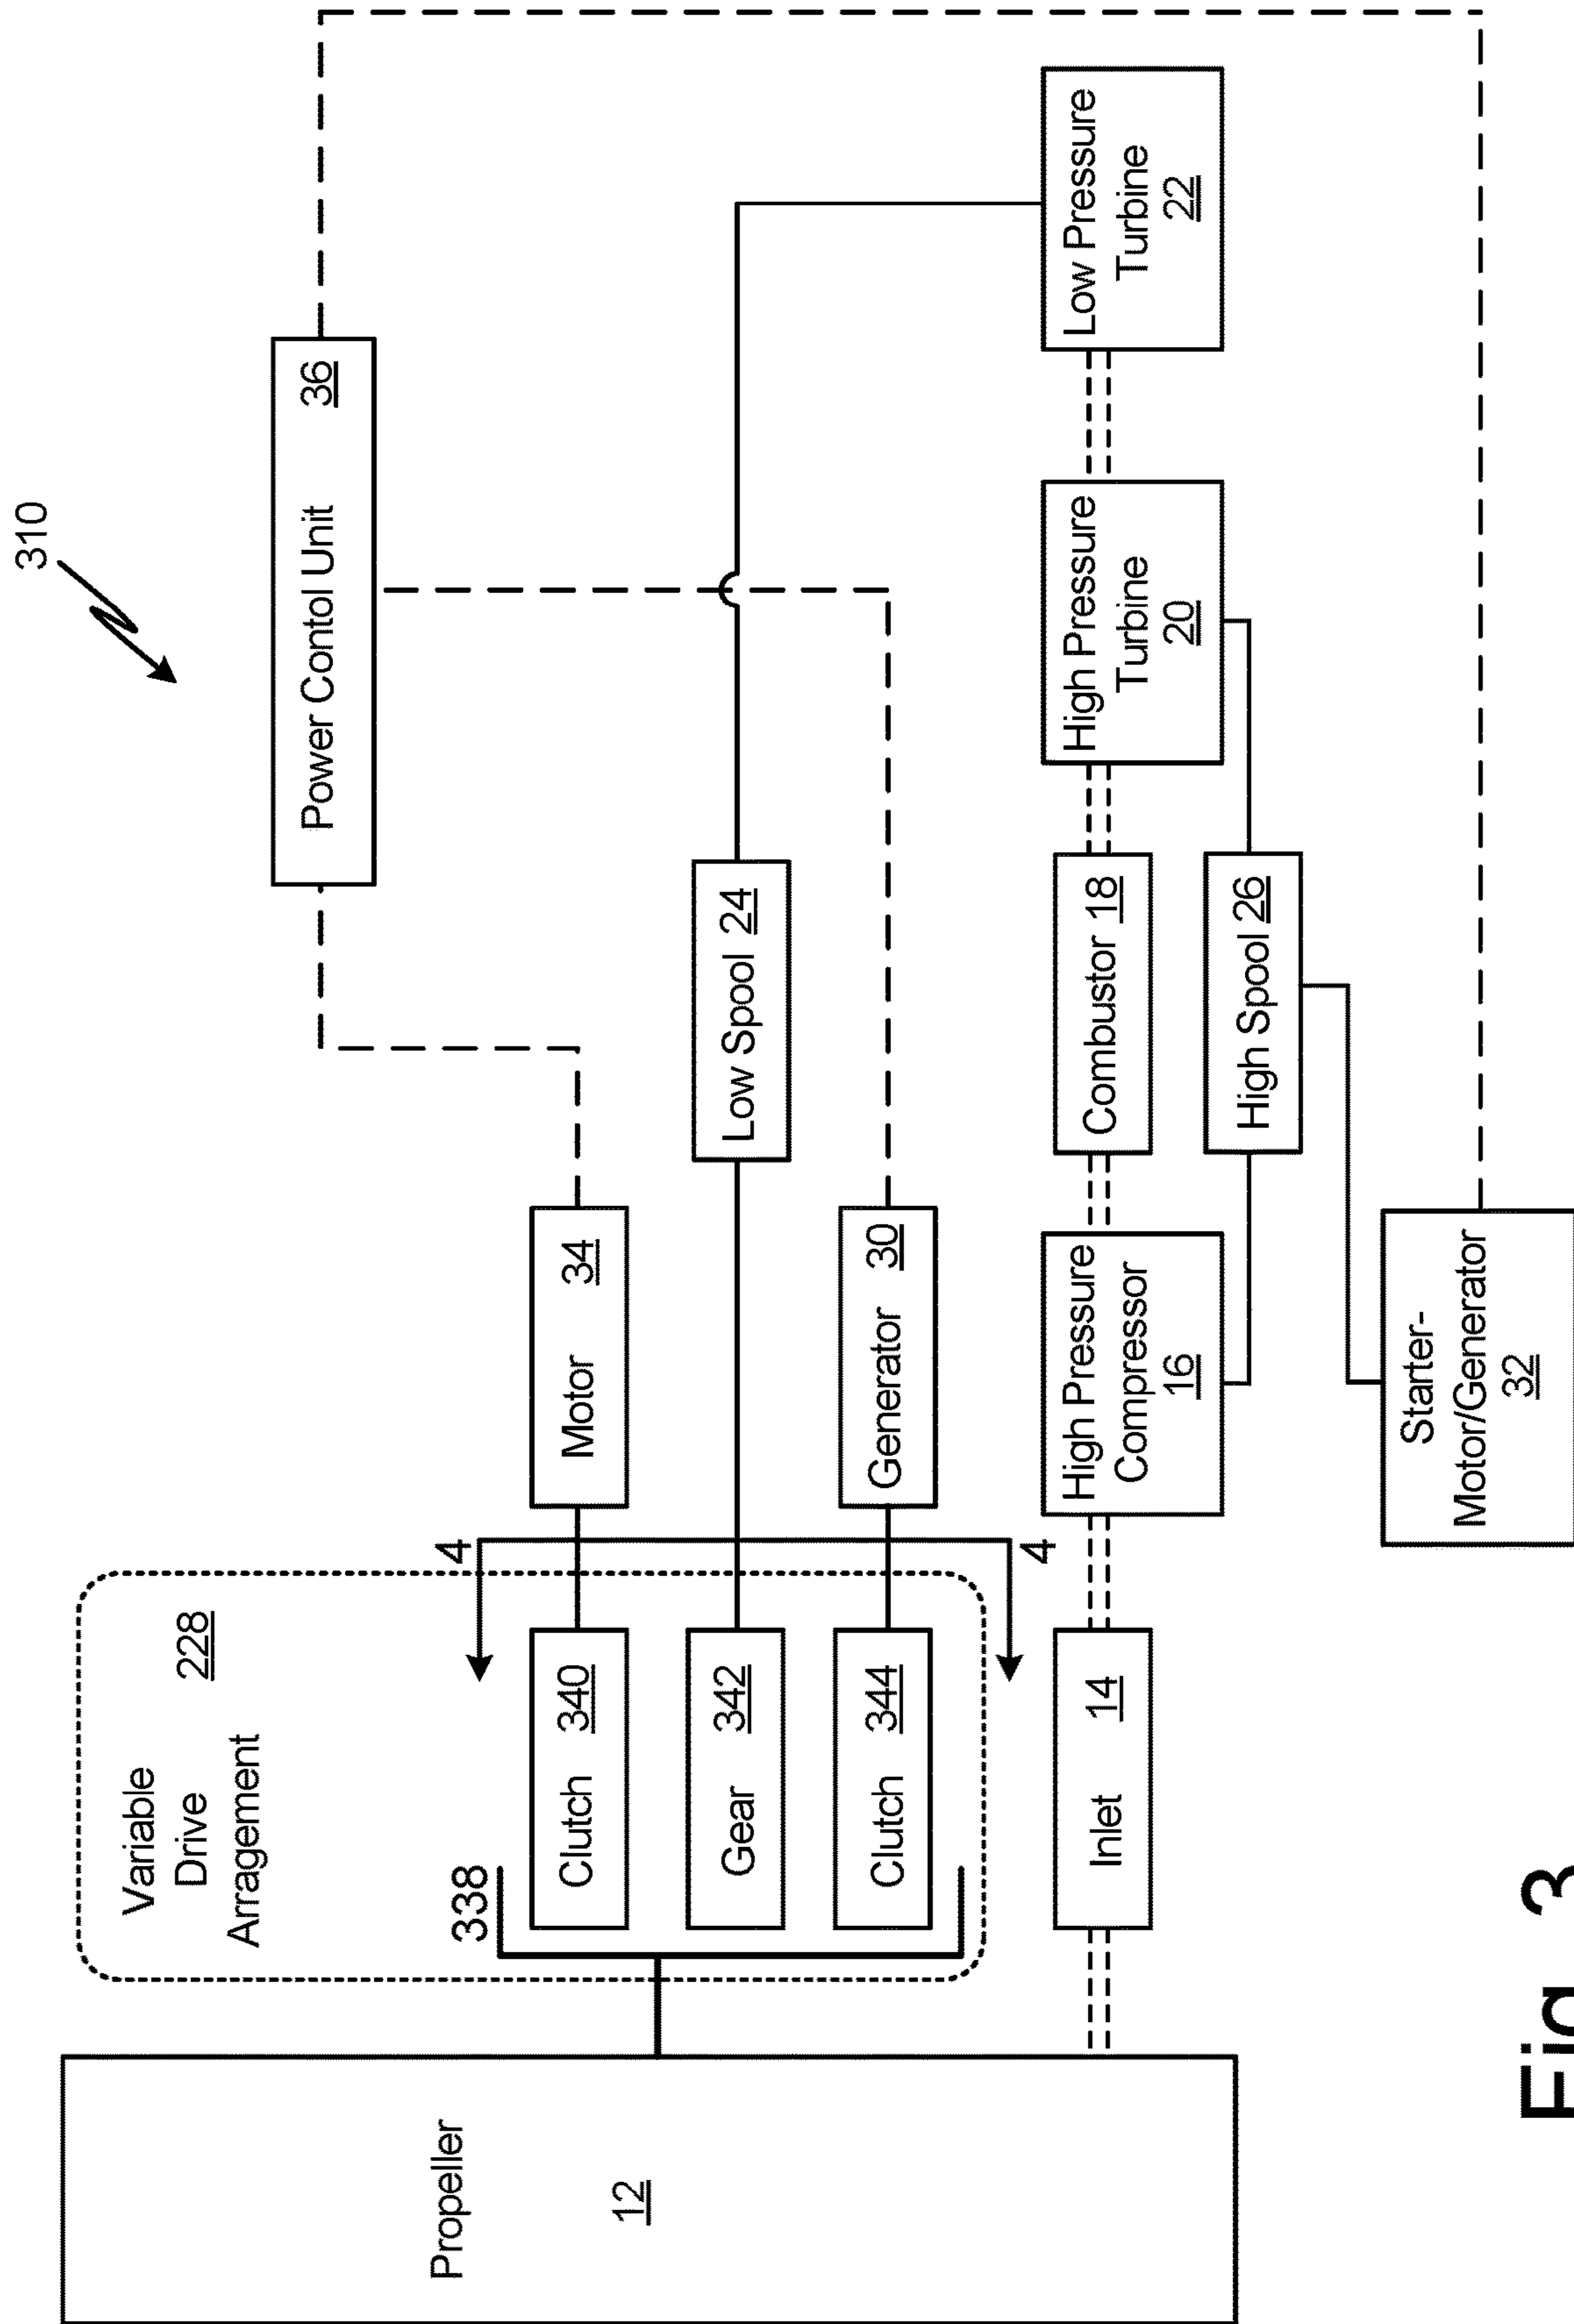 310
Power Contol Unit 36
Variable
Drive
Arragement
228
338
4
Clutch 340
Motor 34
Gear 342
Low Spool 24
Clutch 344
Generator 30
4
Propeller
12
Inlet 14
High Pressure
Compressor
16
Combustor 18
High Pressure
Turbine
20
Low Pressure
Turbine
22
High Spool 26
Starter-
Motor/Generator
32
Fig. 3